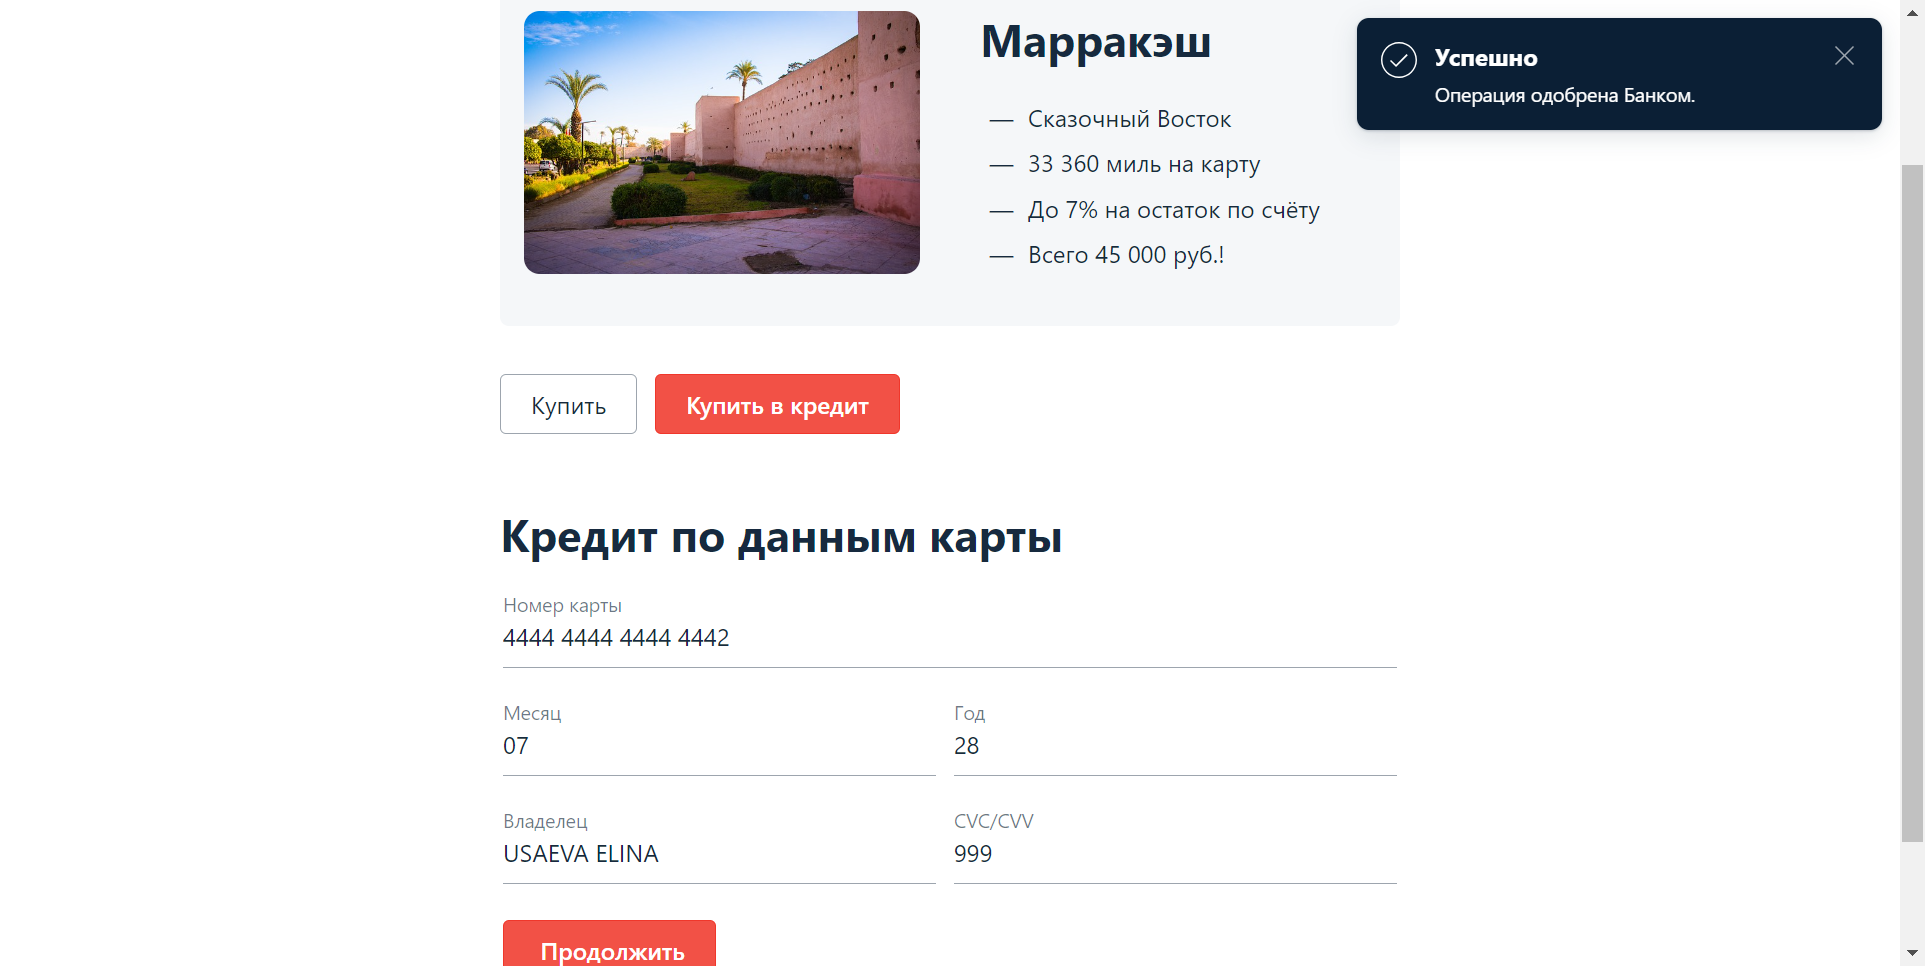 Марракэш
— Сказочный Восток
— 33 360 миль на карту
— До 7% на остаток по счёту
— Всего 45 000 руб.!
Успешно
Операция одобрена Банком.
Купить
Купить в кредит
Кредит по данным карты
Номер карты
4444 4444 4444 4442
Месяц
07
Год
28
Владелец
USAEVA ELINA
CVC/CVV
999
Продолжить